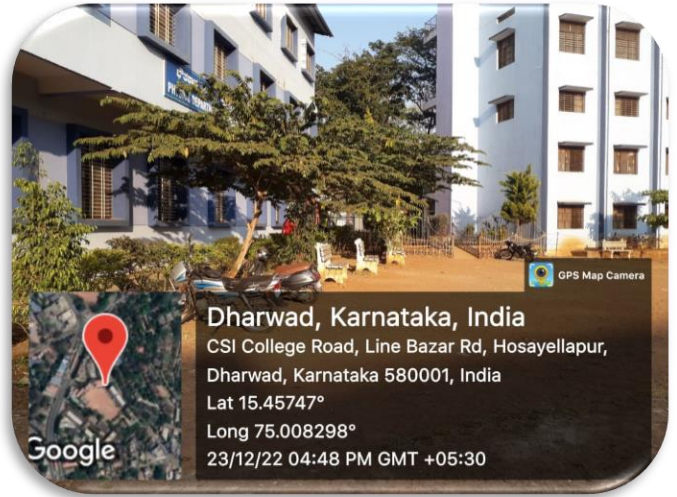 GPS Map Camera
Dharwad, Karnataka, India
CSI College Road, Line Bazar Rd, Hosayellapur,
Dharwad, Karnataka 580001, India
Lat 15.45747°
Long 75.008298°
23/12/22 04:48 PM GMT +05:30
Google